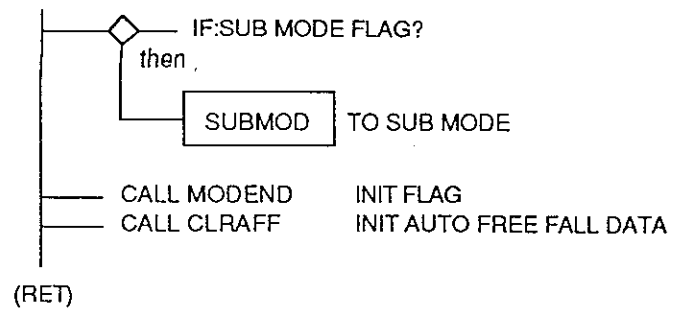 IF:SUB MODE FLAG?
then
SUBMOD TO SUB MODE
CALL MODEND INIT FLAG
CALL CLRAFF INIT AUTO FREE FALL DATA
(RET)